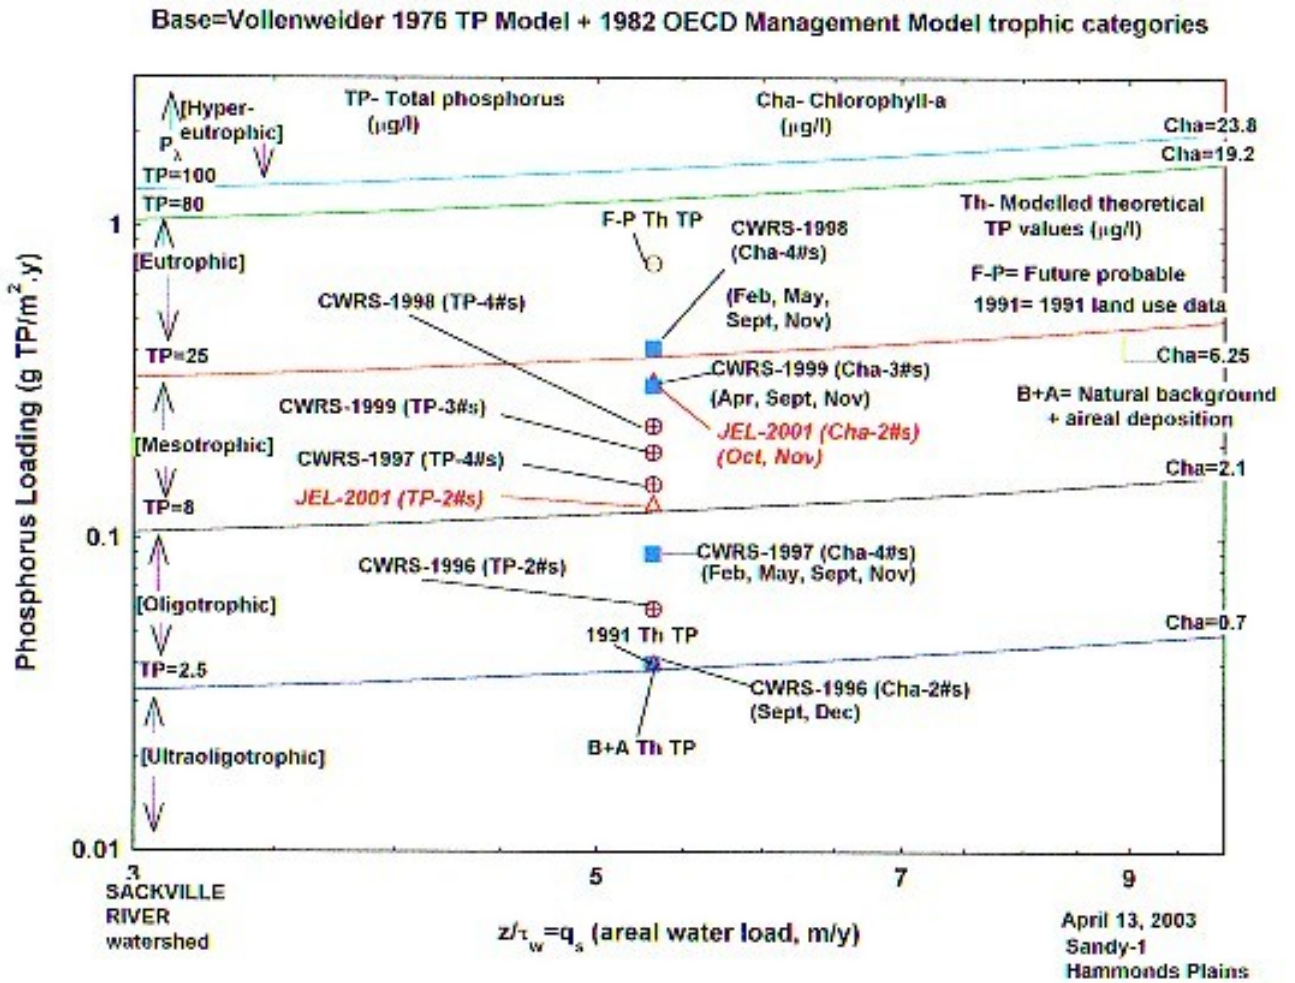 Base=Vollenweider 1976 TP Model + 1982 OECD Management Model trophic categories
Phosphorus Loading (g TP/m².y)
1
0.1
0.01
[Hyper-
eutrophic]
Pλ
TP=100
TP=80
[Eutrophic]
TP=25
[Mesotrophic]
TP=8
[Oligotrophic]
TP=2.5
[Ultraoligotrophic]
TP- Total phosphorus
(µg/l)
Cha- Chlorophyll-a
(µg/l)
Cha=23.8
Cha=19.2
Th- Modelled theoretical
TP values (µg/l)
F-P= Future probable
1991= 1991 land use data
Cha=6.25
B+A= Natural background
+ aireal deposition
Cha=2.1
Cha=0.7
F-P Th TP
CWRS-1998
(Cha-4#s)
(Feb, May,
Sept, Nov)
CWRS-1998 (TP-4#s)
CWRS-1999 (Cha-3#s)
(Apr, Sept, Nov)
CWRS-1999 (TP-3#s)
JEL-2001 (Cha-2#s)
(Oct, Nov)
CWRS-1997 (TP-4#s)
JEL-2001 (TP-2#s)
CWRS-1997 (Cha-4#s)
(Feb, May, Sept, Nov)
CWRS-1996 (TP-2#s)
1991 Th TP
CWRS-1996 (Cha-2#s)
(Sept, Dec)
B+A Th TP
3
5
7
9
z/τw=qs (areal water load, m/y)
SACKVILLE
RIVER
watershed
April 13, 2003
Sandy-1
Hammonds Plains